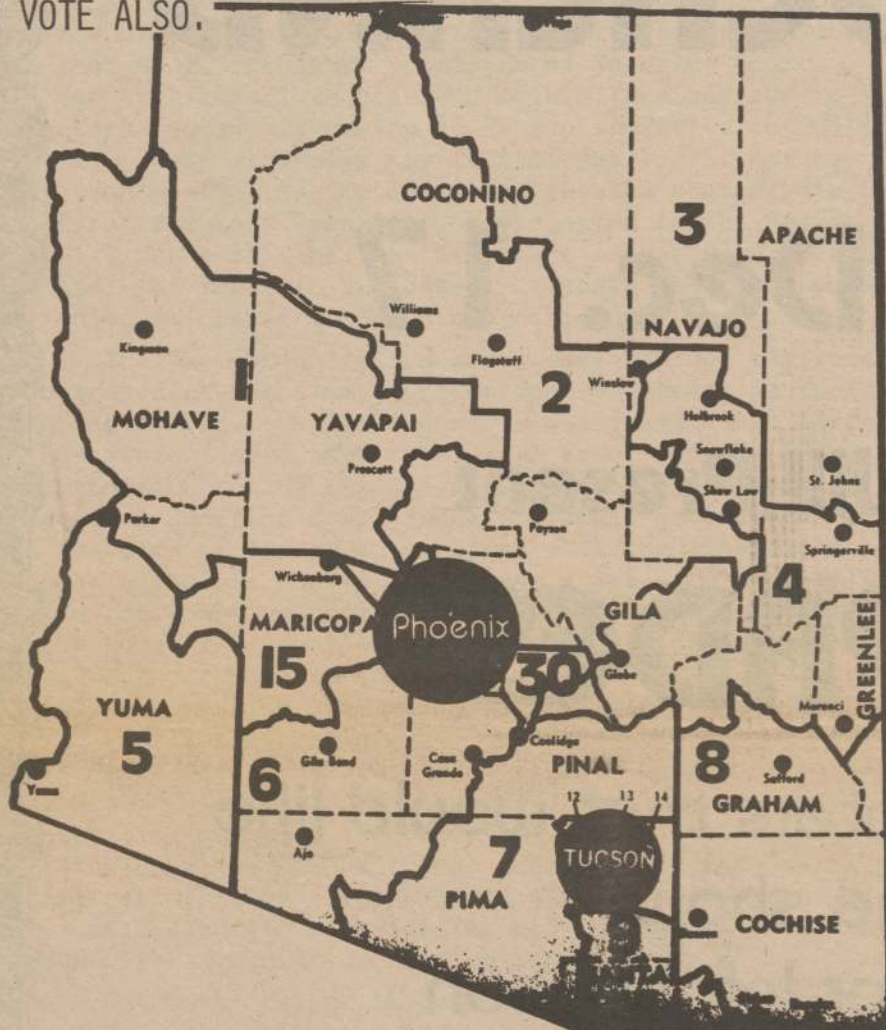 VOTE ALSO.
COCONINO
3
APACHE
Williams
NAVAJO
Kingman
Flagstaff
1
2
Winslow
Holbrook
MOHAVE
YAVAPAI
Snowflake
Prescott
St. Johns
Show Low
Parker
Payson
Springerville
Wickenburg
4
GILA
MARICOPA
Phoenix
GREENLEE
15
30
Globe
YUMA
Morenci
5
Coolidge
Gila Bend
Casa Grande
PINAL
8
Safford
6
Yuma
12 13 14
GRAHAM
Ajo
7
TUCSON
PIMA
9
COCHISE